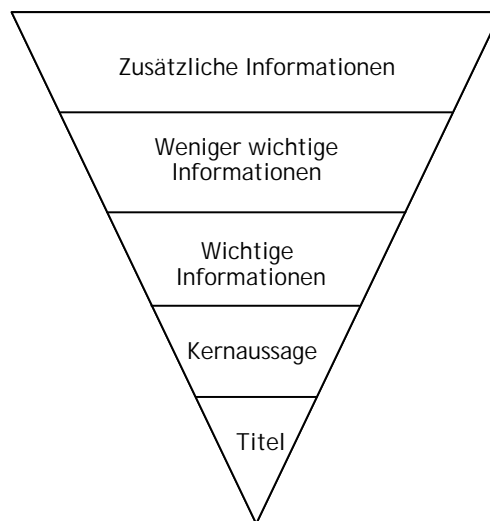 Zusätzliche Informationen
Weniger wichtige
Informationen
Wichtige
Informationen
Kernaussage
Titel